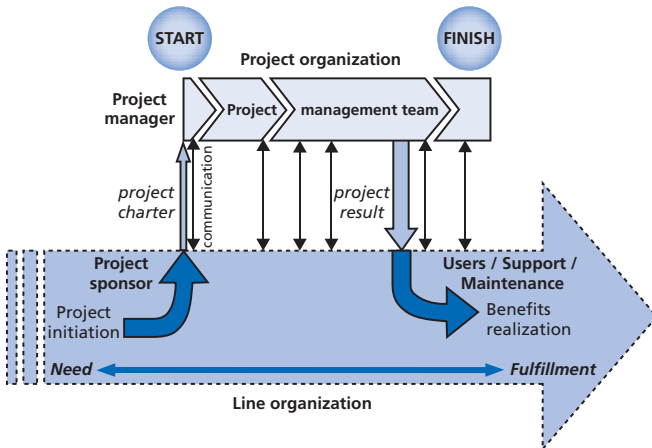 START
FINISH
Project organization
Project
manager
Project
management team
communication
project
charter
project
result
Project
sponsor
Users / Support /
Maintenance
Project
initiation
Benefits
realization
Need
Fulfillment
Line organization